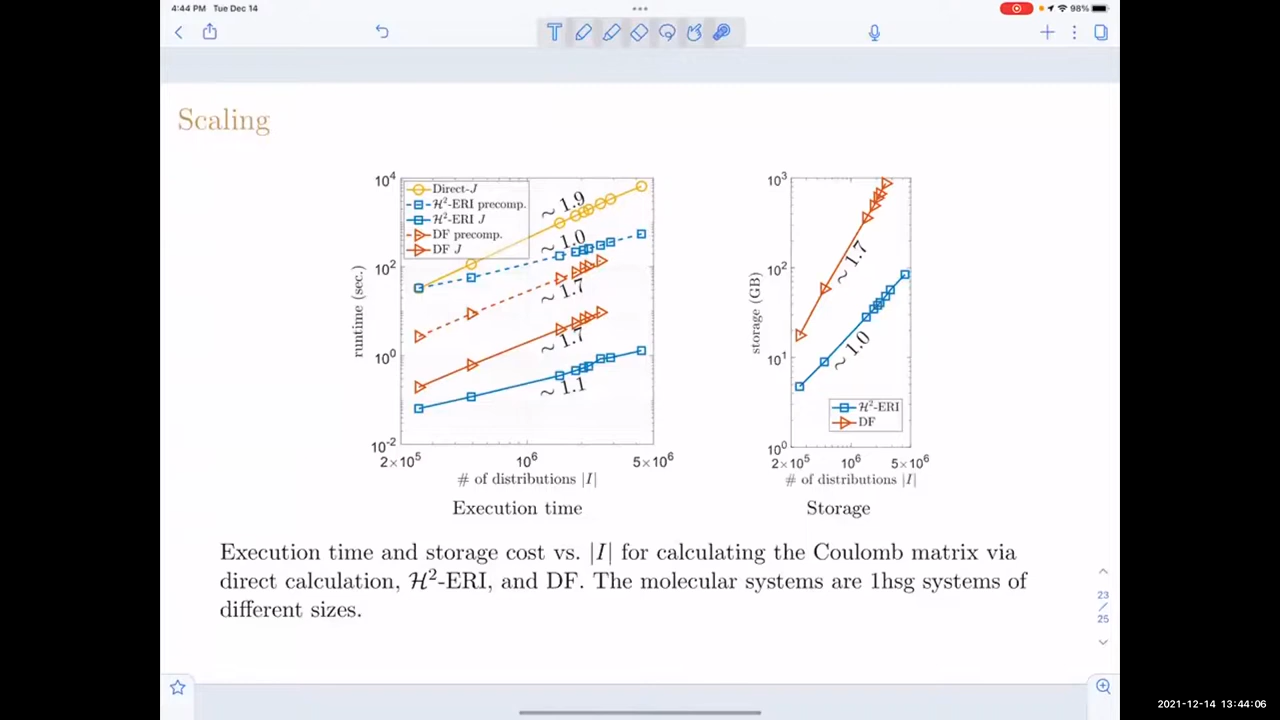 4:44 PM Tue Dec 14
98%
Scaling
10^4
10^2
10^0
10^-2
runtime (sec.)
Direct-J
ℋ²-ERI precomp.
ℋ²-ERI J
DF precomp.
DF J
~ 1.9
~ 1.0
~ 1.7
~ 1.7
~ 1.1
2×10^5 10^6 5×10^6
# of distributions |I|
Execution time
10^3
10^2
10^1
10^0
storage (GB)
~ 1.7
~ 1.0
ℋ²-ERI
DF
2×10^5 10^6 5×10^6
# of distributions |I|
Storage
Execution time and storage cost vs. |I| for calculating the Coulomb matrix via
direct calculation, ℋ²-ERI, and DF. The molecular systems are 1hsg systems of
different sizes.
23
/
25
2021-12-14 13:44:06